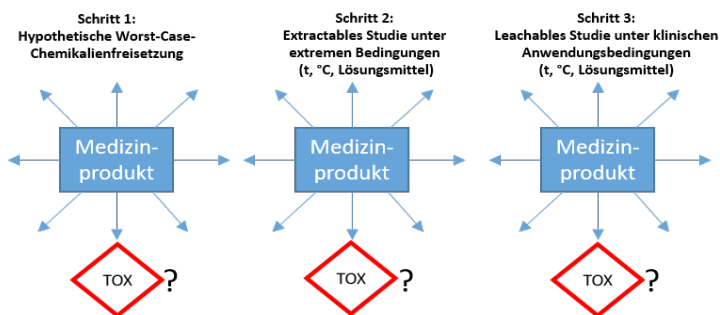 Schritt 1:
Hypothetische Worst-Case-
Chemikalienfreisetzung
Medizin-
produkt
TOX ?
Schritt 2:
Extractables Studie unter
extremen Bedingungen
(t, °C, Lösungsmittel)
Medizin-
produkt
TOX ?
Schritt 3:
Leachables Studie unter klinischen
Anwendungsbedingungen
(t, °C, Lösungsmittel)
Medizin-
produkt
TOX ?